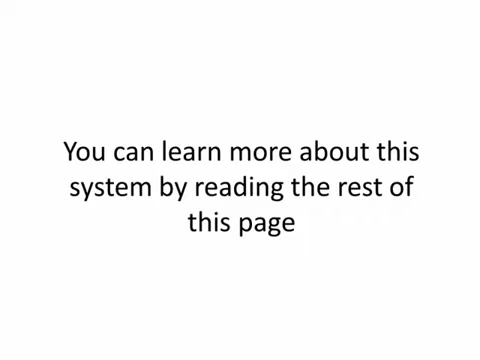 You can learn more about this
system by reading the rest of
this page